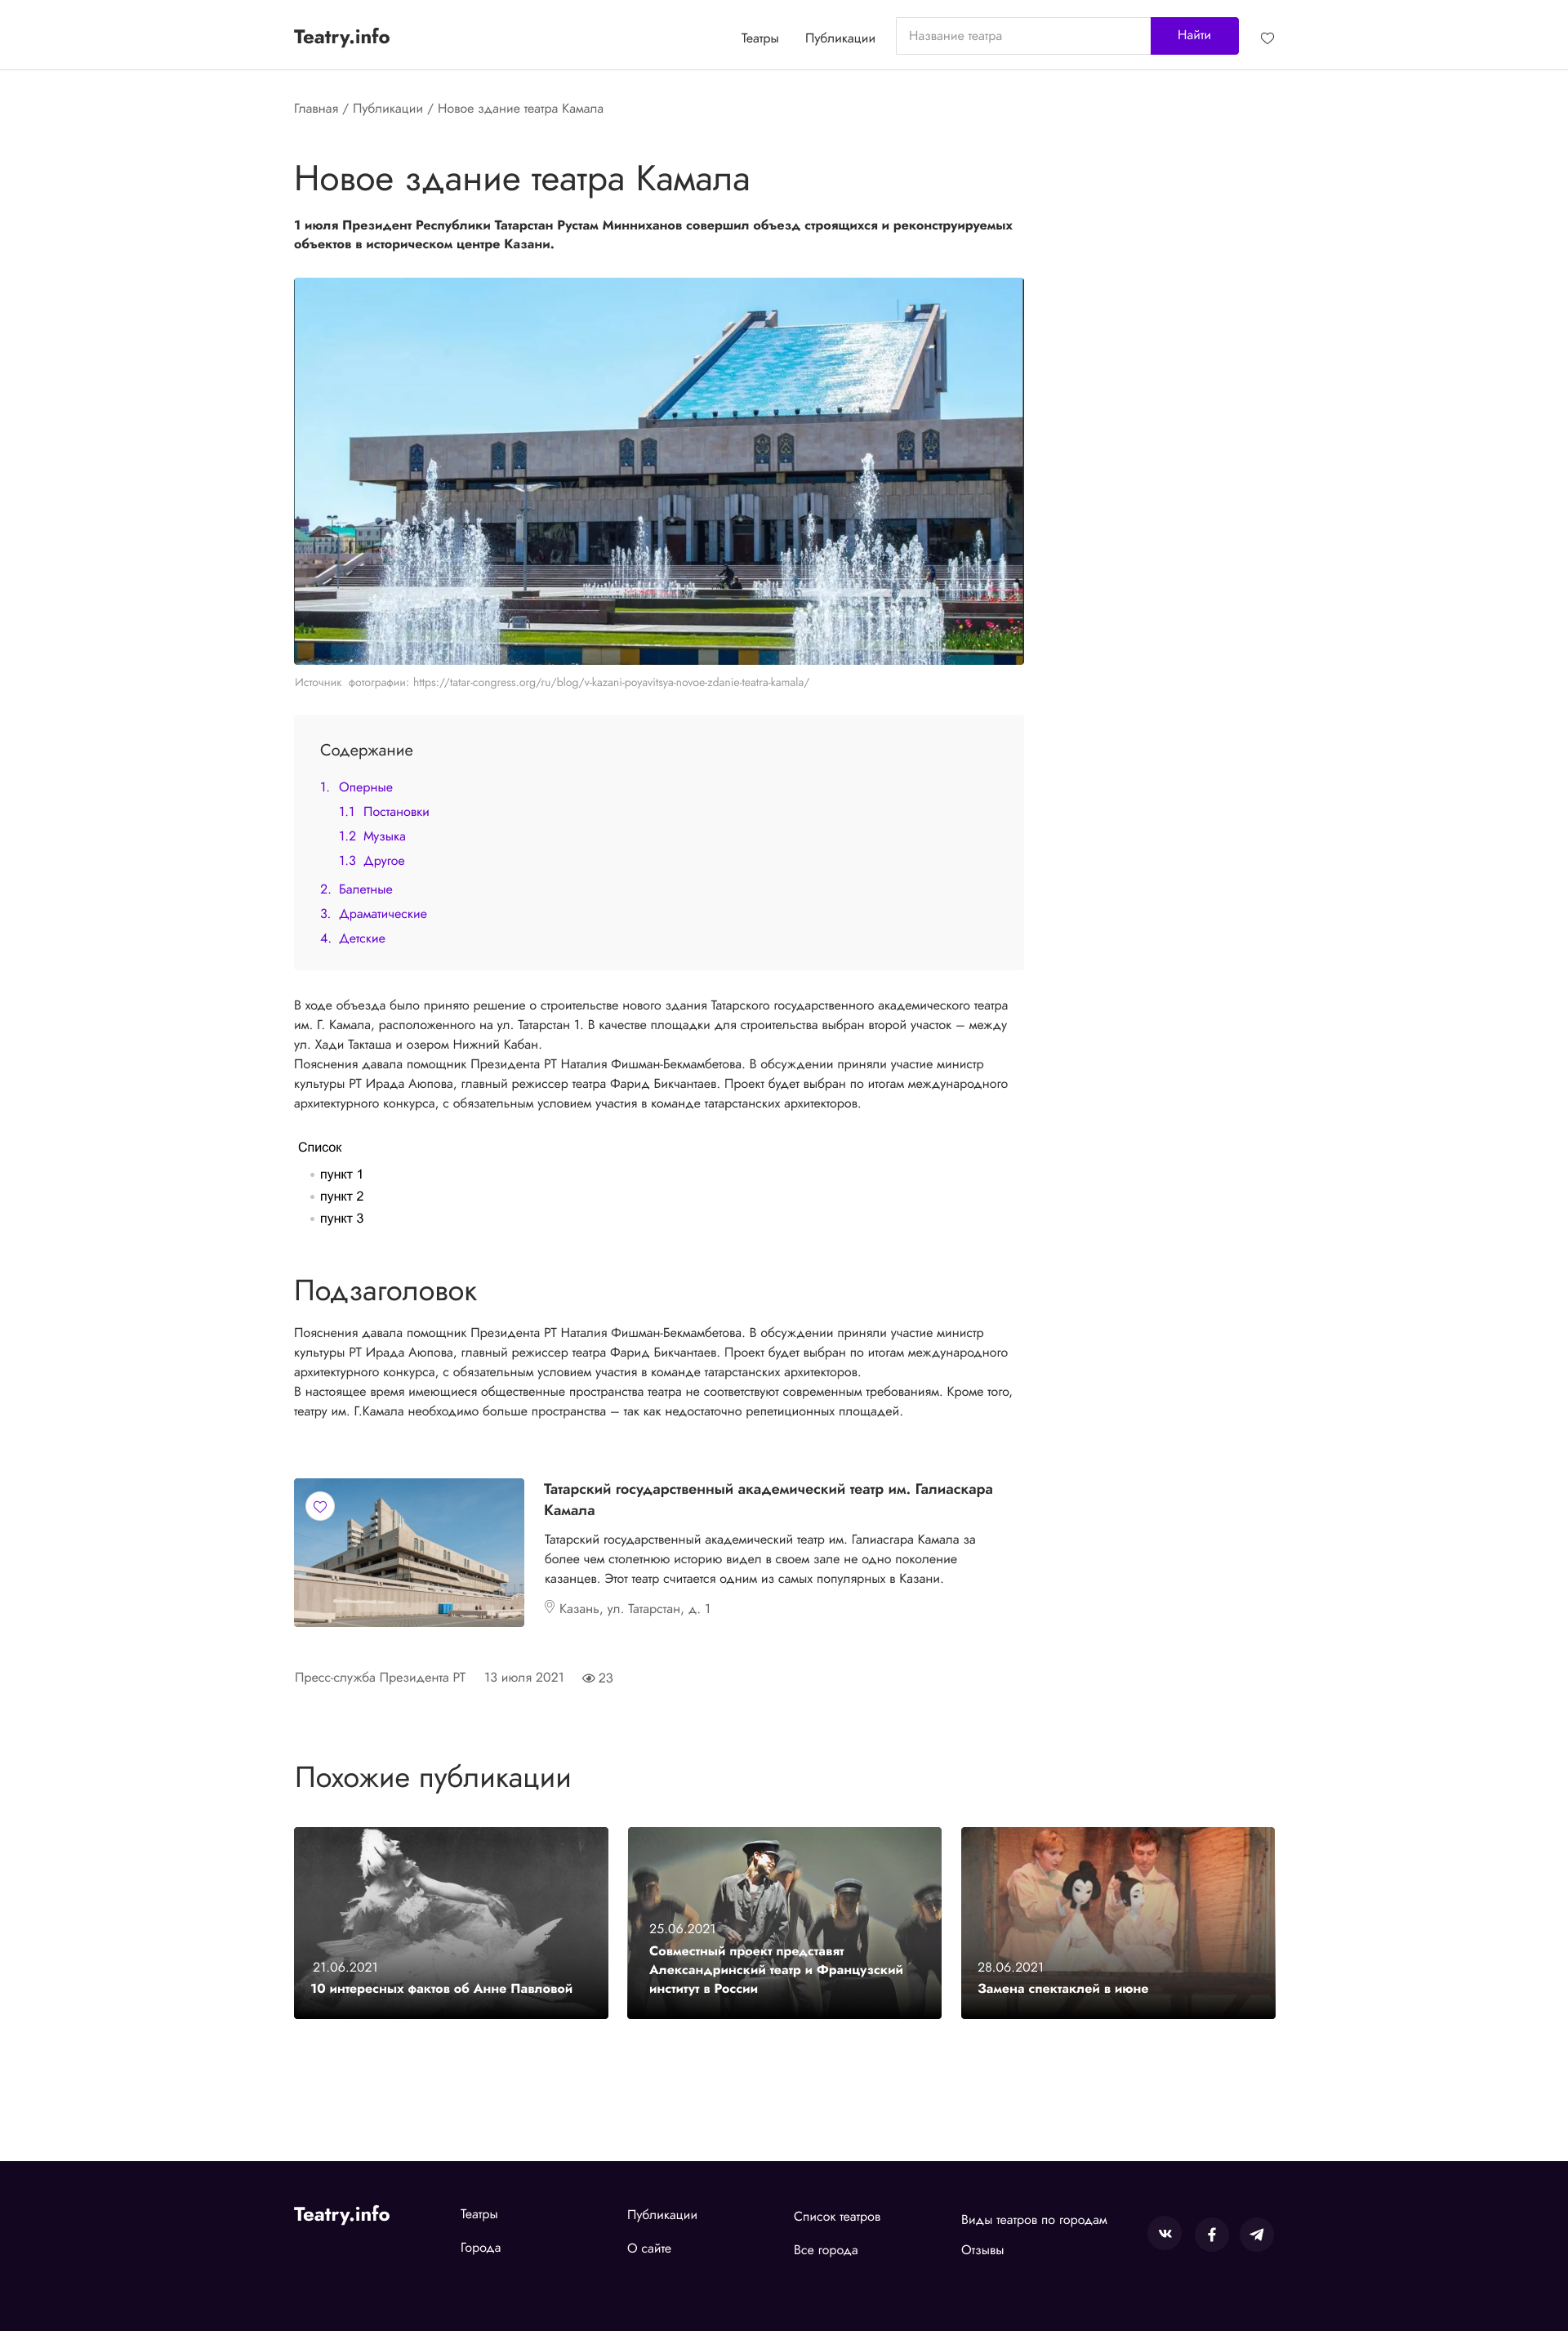 Teatry.info
Театры
Публикации
Название театра
Найти
Главная / Публикации / Новое здание театра Камала
Новое здание театра Камала
1 июля Президент Республики Татарстан Рустам Минниханов совершил объезд строящихся и реконструируемых
объектов в историческом центре Казани.
Источник фотографии: https://tatar-congress.org/ru/blog/v-kazani-poyavitsya-novoe-zdanie-teatra-kamala/
Содержание
1. Оперные
1.1 Постановки
1.2 Музыка
1.3 Другое
2. Балетные
3. Драматические
4. Детские
В ходе объезда было принято решение о строительстве нового здания Татарского государственного академического театра
им. Г. Камала, расположенного на ул. Татарстан 1. В качестве площадки для строительства выбран второй участок – между
ул. Хади Такташа и озером Нижний Кабан.
Пояснения давала помощник Президента РТ Наталия Фишман-Бекмамбетова. В обсуждении приняли участие министр
культуры РТ Ирада Аюпова, главный режиссер театра Фарид Бикчантаев. Проект будет выбран по итогам международного
архитектурного конкурса, с обязательным условием участия в команде татарстанских архитекторов.
Список
пункт 1
пункт 2
пункт 3
Подзаголовок
Пояснения давала помощник Президента РТ Наталия Фишман-Бекмамбетова. В обсуждении приняли участие министр
культуры РТ Ирада Аюпова, главный режиссер театра Фарид Бикчантаев. Проект будет выбран по итогам международного
архитектурного конкурса, с обязательным условием участия в команде татарстанских архитекторов.
В настоящее время имеющиеся общественные пространства театра не соответствуют современным требованиям. Кроме того,
театру им. Г.Камала необходимо больше пространства – так как недостаточно репетиционных площадей.
Татарский государственный академический театр им. Галиаскара
Камала
Татарский государственный академический театр им. Галиасгара Камала за
более чем столетнюю историю видел в своем зале не одно поколение
казанцев. Этот театр считается одним из самых популярных в Казани.
Казань, ул. Татарстан, д. 1
Пресс-служба Президента РТ
13 июля 2021
23
Похожие публикации
21.06.2021
10 интересных фактов об Анне Павловой
25.06.2021
Совместный проект представят
Александринский театр и Французский
институт в России
28.06.2021
Замена спектаклей в июне
Teatry.info
Театры
Города
Публикации
О сайте
Список театров
Все города
Виды театров по городам
Отзывы